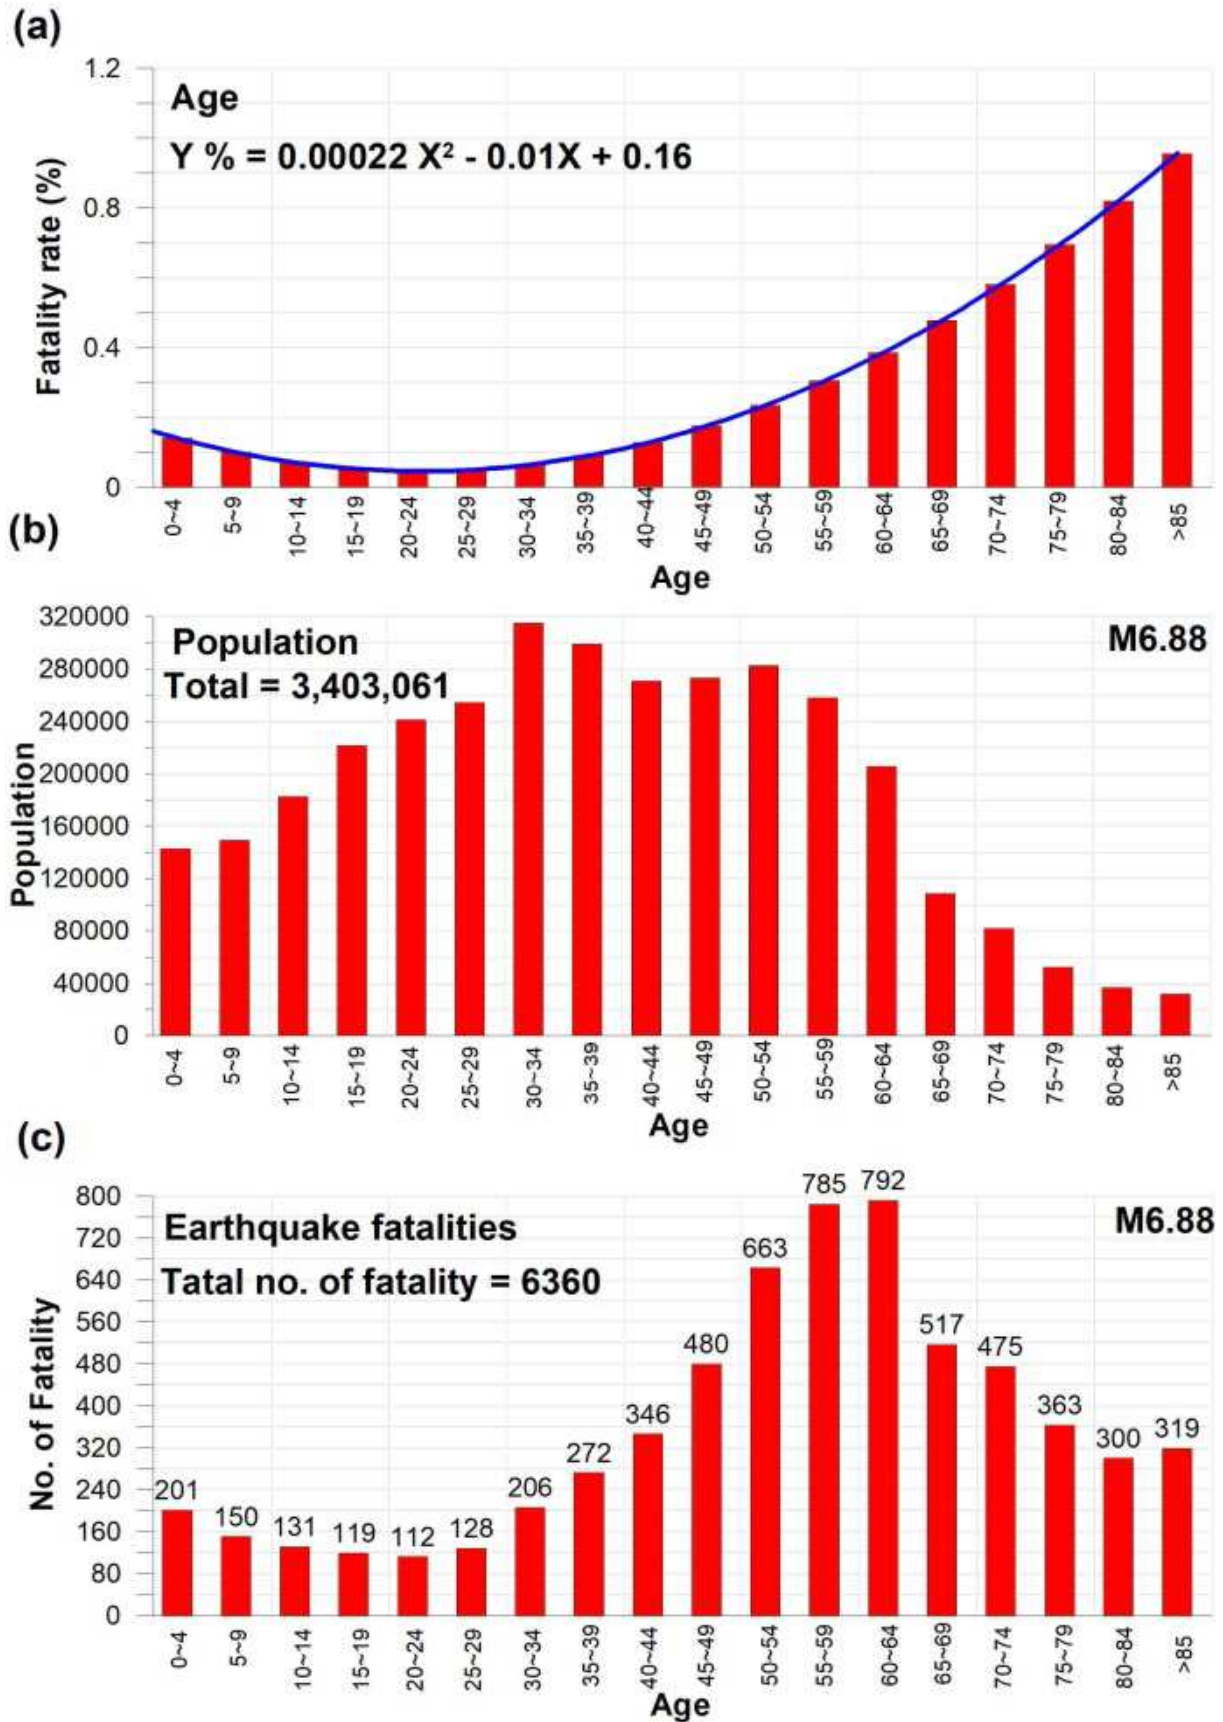 (a)
1.2
0.8
0.4
0
Fatality rate (%)
Age
Y % = 0.00022 X² - 0.01X + 0.16
0~4 5~9 10~14 15~19 20~24 25~29 30~34 35~39 40~44 45~49 50~54 55~59 60~64 65~69 70~74 75~79 80~84 >85
Age
(b)
320000
280000
240000
200000
160000
120000
80000
40000
0
Population
Population
Total = 3,403,061
M6.88
0~4 5~9 10~14 15~19 20~24 25~29 30~34 35~39 40~44 45~49 50~54 55~59 60~64 65~69 70~74 75~79 80~84 >85
Age
(c)
800
720
640
560
480
400
320
240
160
80
0
No. of Fatality
Earthquake fatalities
Tatal no. of fatality = 6360
M6.88
201 150 131 119 112 128 206 272 346 480 663 785 792 517 475 363 300 319
0~4 5~9 10~14 15~19 20~24 25~29 30~34 35~39 40~44 45~49 50~54 55~59 60~64 65~69 70~74 75~79 80~84 >85
Age